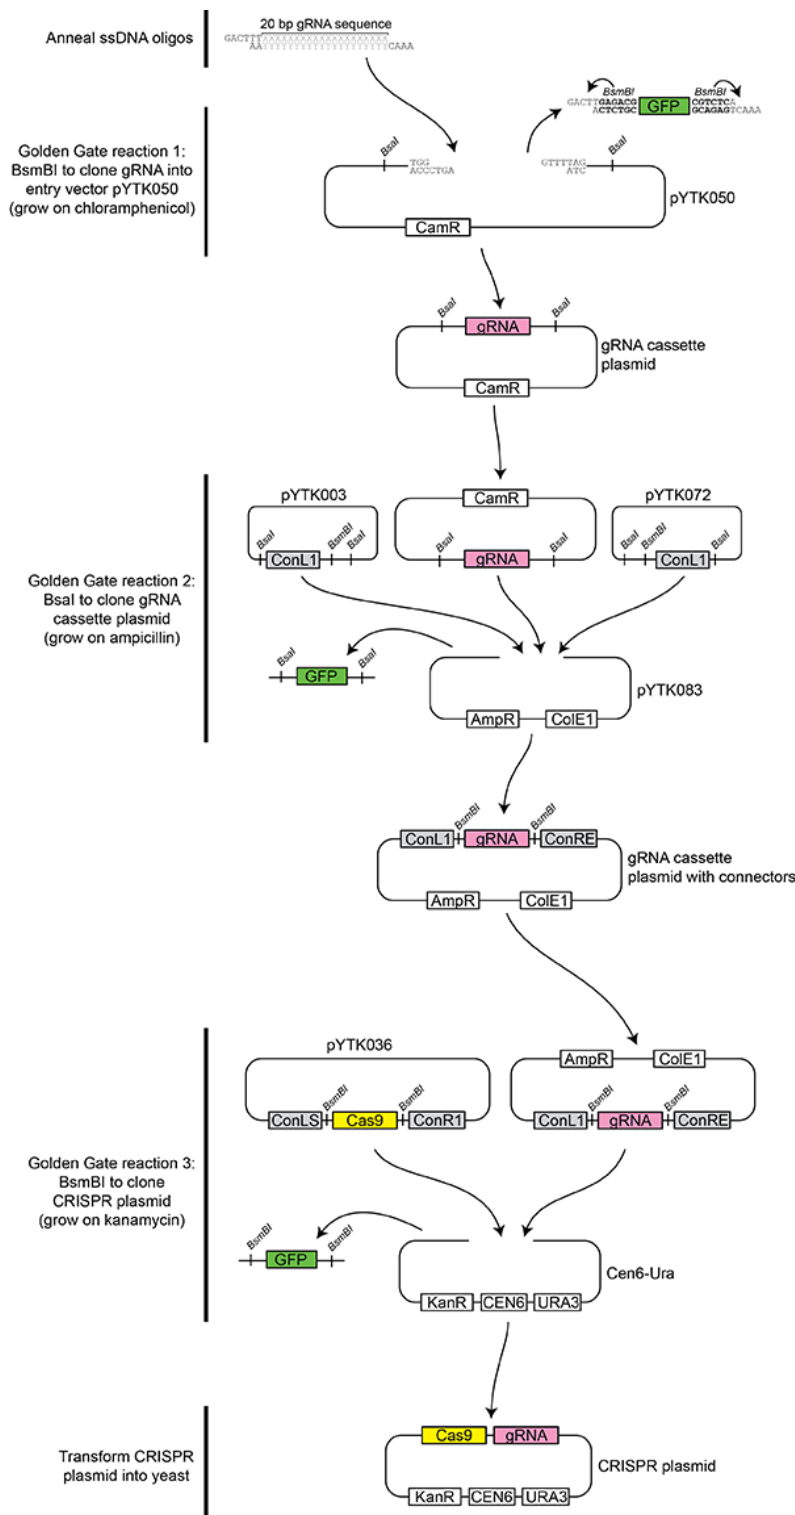 Anneal ssDNA oligos
20 bp gRNA sequence
GACTTT
AA
CAAA
BsmBI
BsmBI
GACTTGAGACG
ACTCTGC
GFP
CGTCTCA
GCAGAGTCAAA
Golden Gate reaction 1:
BsmBI to clone gRNA into
entry vector pYTK050
(grow on chloramphenicol)
BsaI
TGG
ACCCTGA
GTTTTAG
ATC
BsaI
pYTK050
CamR
BsaI
gRNA
BsaI
gRNA cassette
plasmid
CamR
Golden Gate reaction 2:
BsaI to clone gRNA
cassette plasmid
(grow on ampicillin)
pYTK003
BsaI
ConL1
BsmBI
BsaI
CamR
BsaI
gRNA
BsaI
pYTK072
BsaI
BsmBI
ConL1
BsaI
BsaI
GFP
BsaI
pYTK083
AmpR
ColE1
ConL1
BsmBI
gRNA
BsmBI
ConRE
gRNA cassette
plasmid with connectors
AmpR
ColE1
Golden Gate reaction 3:
BsmBI to clone
CRISPR plasmid
(grow on kanamycin)
pYTK036
ConLS
BsmBI
Cas9
BsmBI
ConR1
AmpR
ColE1
ConL1
BsmBI
gRNA
BsmBI
ConRE
BsmBI
GFP
BsmBI
Cen6-Ura
KanR
CEN6
URA3
Transform CRISPR
plasmid into yeast
Cas9
gRNA
CRISPR plasmid
KanR
CEN6
URA3